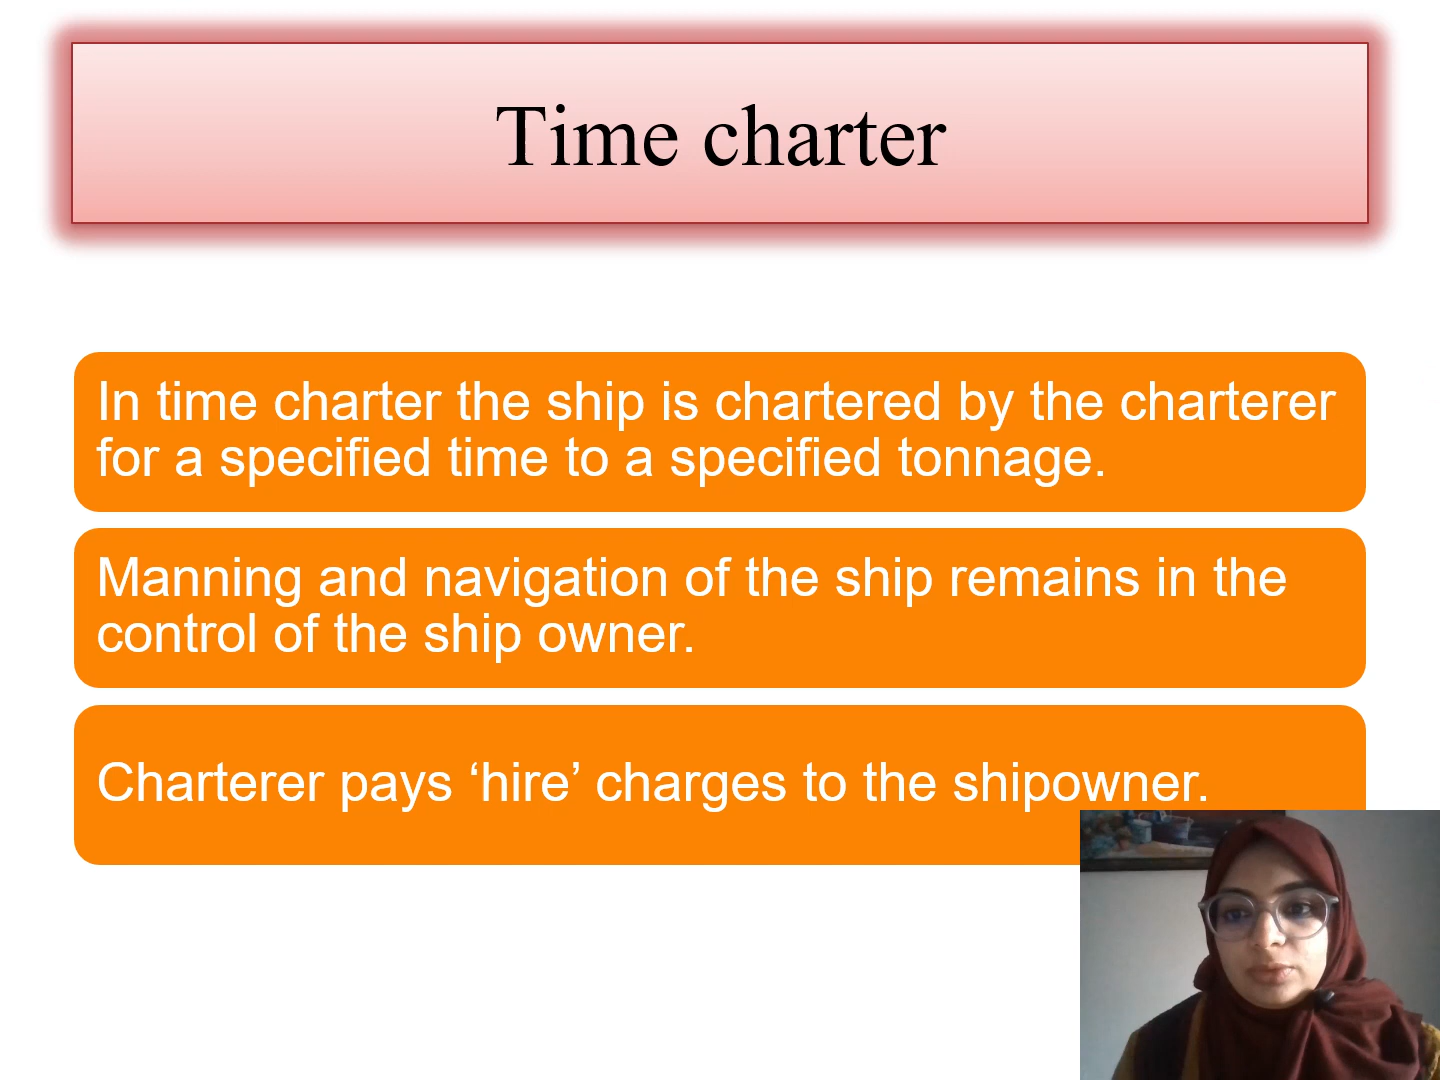 Time charter
In time charter the ship is chartered by the charterer
for a specified time to a specified tonnage.
Manning and navigation of the ship remains in the
control of the ship owner.
Charterer pays ‘hire’ charges to the shipowner.